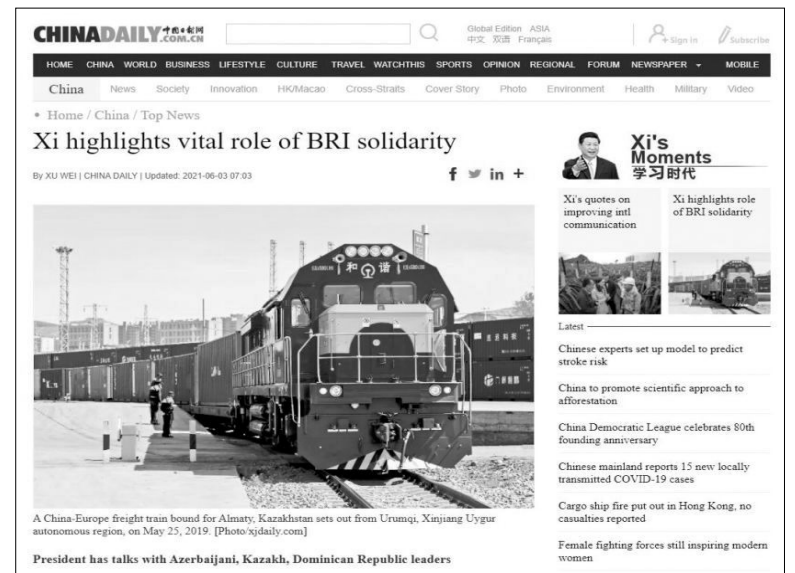 CHINADAILY 中国日报网
.COM.CN
Global Edition ASIA
中文 双语 Français
Sign in
Subscribe
HOME CHINA WORLD BUSINESS LIFESTYLE CULTURE TRAVEL WATCHTHIS SPORTS OPINION REGIONAL FORUM NEWSPAPER MOBILE
China News Society Innovation HK/Macao Cross-Straits Cover Story Photo Environment Health Military Video
Home / China / Top News
Xi highlights vital role of BRI solidarity
By XU WEI | CHINA DAILY | Updated: 2021-06-03 07:03
f in +
和 谐
A China-Europe freight train bound for Almaty, Kazakhstan sets out from Urumqi, Xinjiang Uygur
autonomous region, on May 25, 2019. [Photo/xjdaily.com]
President has talks with Azerbaijani, Kazakh, Dominican Republic leaders
Xi's
Moments
学习时代
Xi's quotes on
improving intl
communication
Xi highlights role
of BRI solidarity
Latest
Chinese experts set up model to predict
stroke risk
China to promote scientific approach to
afforestation
China Democratic League celebrates 80th
founding anniversary
Chinese mainland reports 15 new locally
transmitted COVID-19 cases
Cargo ship fire put out in Hong Kong, no
casualties reported
Female fighting forces still inspiring modern
women